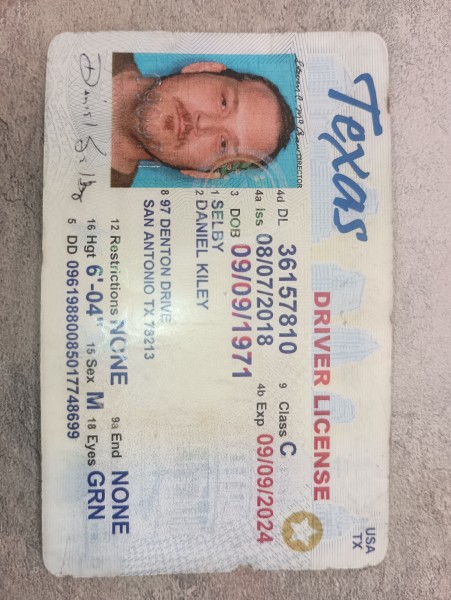 Texas
USA
TX
DRIVER LICENSE
DIRECTOR
4d DL 36157810 9 Class C
4a Iss 08/07/2018 4b Exp 09/09/2024
3 DOB 09/09/1971
1 SELBY
2 DANIEL KILEY
8 97 DENTON DRIVE
SAN ANTONIO TX 78213
12 Restrictions NONE 9a End NONE
16 Hgt 6'-04" 15 Sex M 18 Eyes GRN
5 DD 09619880085017748699